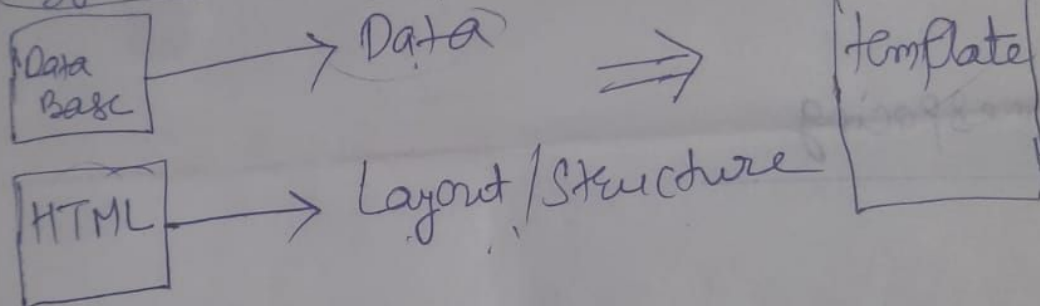 Data Base
Data
template
HTML
Layout/Structure